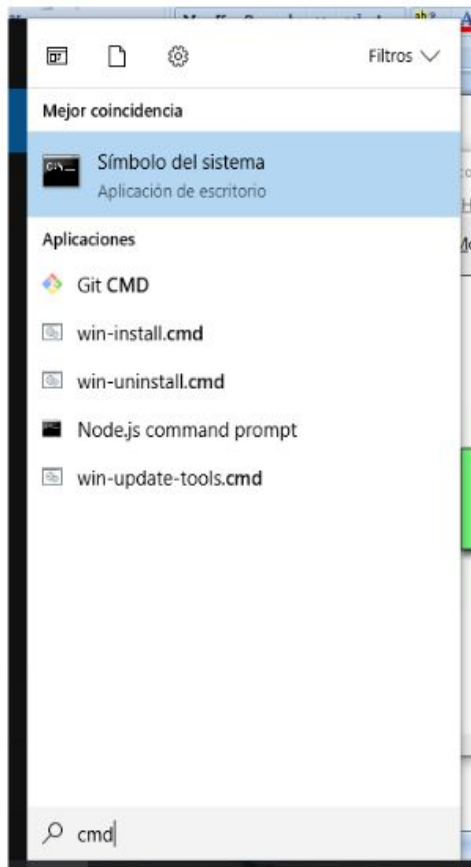 Filtros
Mejor coincidencia
Símbolo del sistema
Aplicación de escritorio
Aplicaciones
Git CMD
win-install.cmd
win-uninstall.cmd
Node.js command prompt
win-update-tools.cmd
cmd